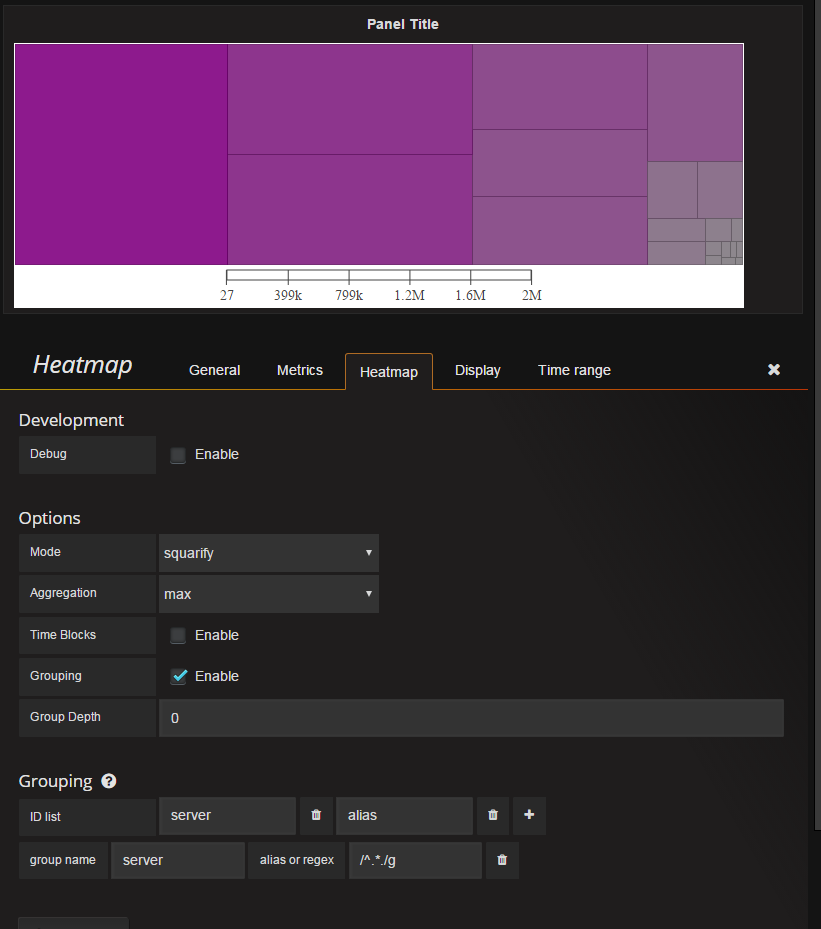 Panel Title
27 399k 799k 1.2M 1.6M 2M
Heatmap General Metrics Heatmap Display Time range
Development
Debug Enable
Options
Mode squarify
Aggregation max
Time Blocks Enable
Grouping Enable
Group Depth 0
Grouping ?
ID list server alias +
group name server alias or regex /^.*./g